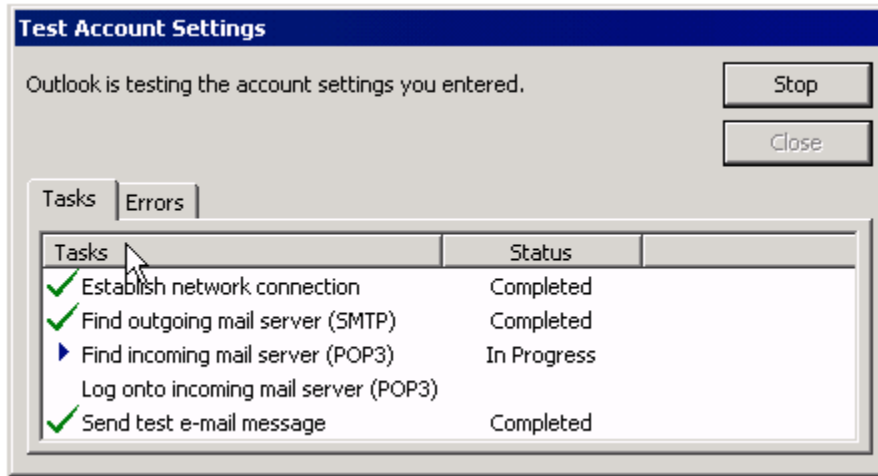 Test Account Settings
Outlook is testing the account settings you entered.
Stop
Close
Tasks Errors
Tasks Status
Establish network connection Completed
Find outgoing mail server (SMTP) Completed
Find incoming mail server (POP3) In Progress
Log onto incoming mail server (POP3)
Send test e-mail message Completed